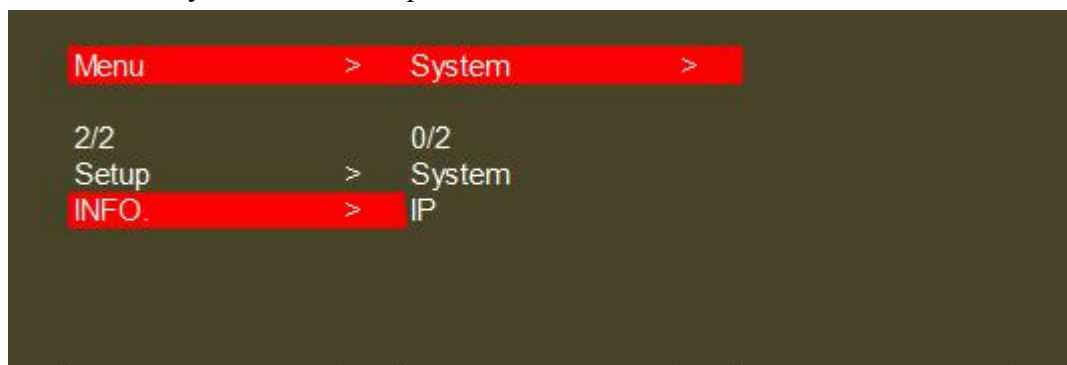 Menu > System >
2/2 0/2
Setup > System
INFO. > IP